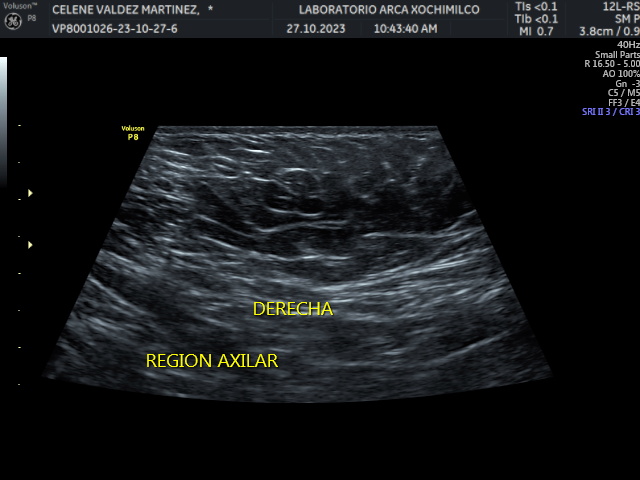 Voluson™
P8
CELENE VALDEZ MARTINEZ, *
LABORATORIO ARCA XOCHIMILCO
VP8001026-23-10-27-6
27.10.2023
10:43:40 AM
TIs <0.1
TIb <0.1
MI 0.7
12L-RS
SM P
3.8cm / 0.9
40Hz
Small Parts
R 16.50 - 5.00
AO 100%
Gn -3
C5 / M5
FF3 / E4
SRI II 3 / CRI 3
Voluson
P8
DERECHA
REGION AXILAR